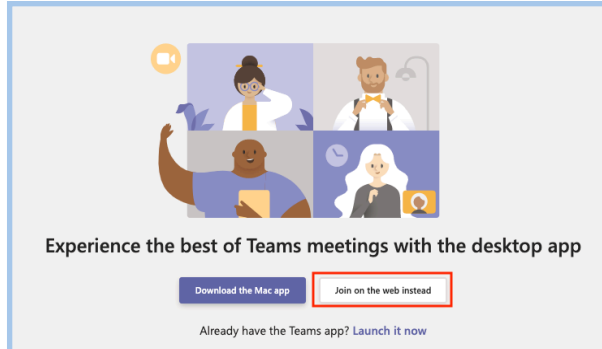 Experience the best of Teams meetings with the desktop app
Download the Mac app
Join on the web instead
Already have the Teams app? Launch it now